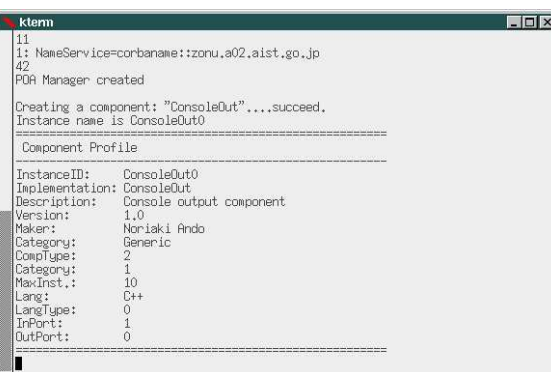 kterm
11
1: NameService=corbaname::zonu.a02.aist.go.jp
42
POA Manager created
Creating a component: "ConsoleOut"....succeed.
Instance name is ConsoleOut0
=======================================================
Component Profile
-------------------------------------------------------
InstanceID: ConsoleOut0
Implementation: ConsoleOut
Description: Console output component
Version: 1.0
Maker: Noriaki Ando
Category: Generic
CompType: 2
Category: 1
MaxInst.: 10
Lang: C++
LangType: 0
InPort: 1
OutPort: 0
=======================================================